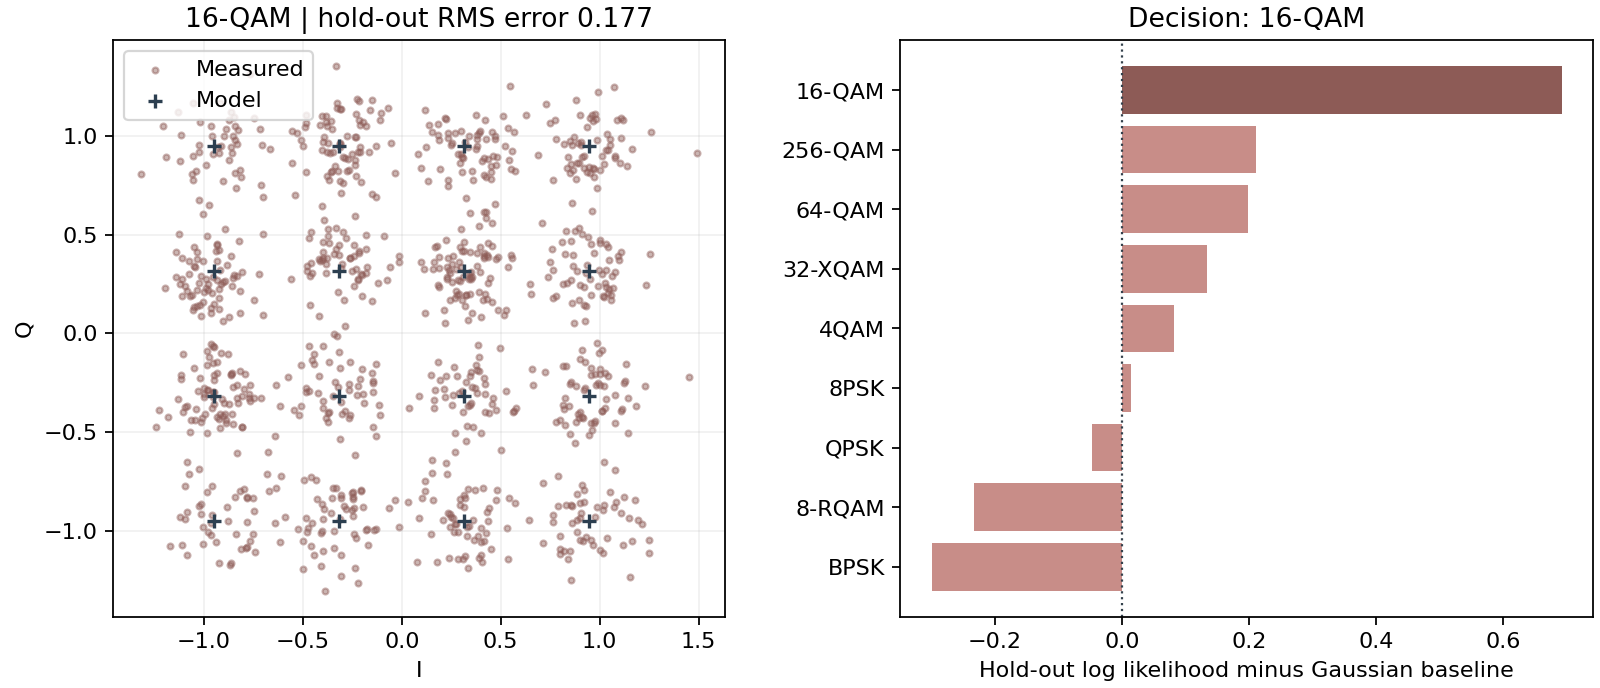 16-QAM | hold-out RMS error 0.177
Measured
Model
1.0
0.5
0.0
−0.5
−1.0
Q
−1.0
−0.5
0.0
0.5
1.0
1.5
I
Decision: 16-QAM
16-QAM
256-QAM
64-QAM
32-XQAM
4QAM
8PSK
QPSK
8-RQAM
BPSK
−0.2
0.0
0.2
0.4
0.6
Hold-out log likelihood minus Gaussian baseline